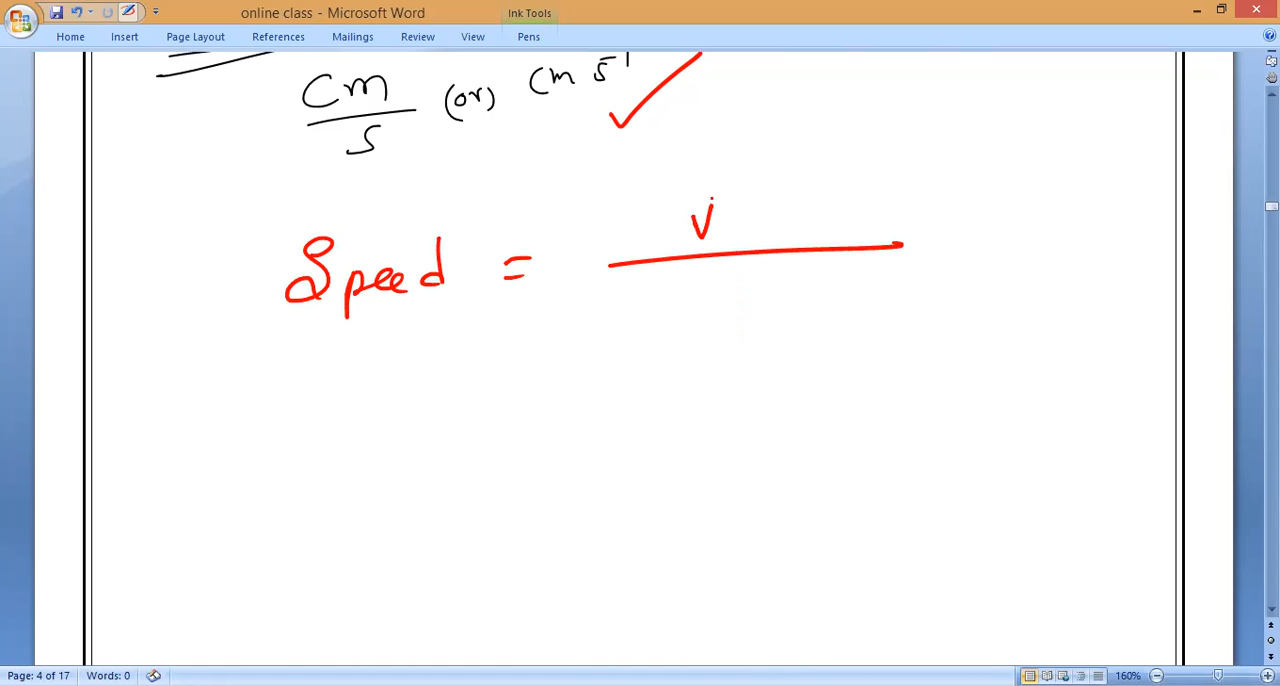 online class - Microsoft Word
Ink Tools
Home Insert Page Layout References Mailings Review View Pens
Cm/s (or) Cm s⁻¹
Speed = V
Page: 4 of 17 Words: 0 160%